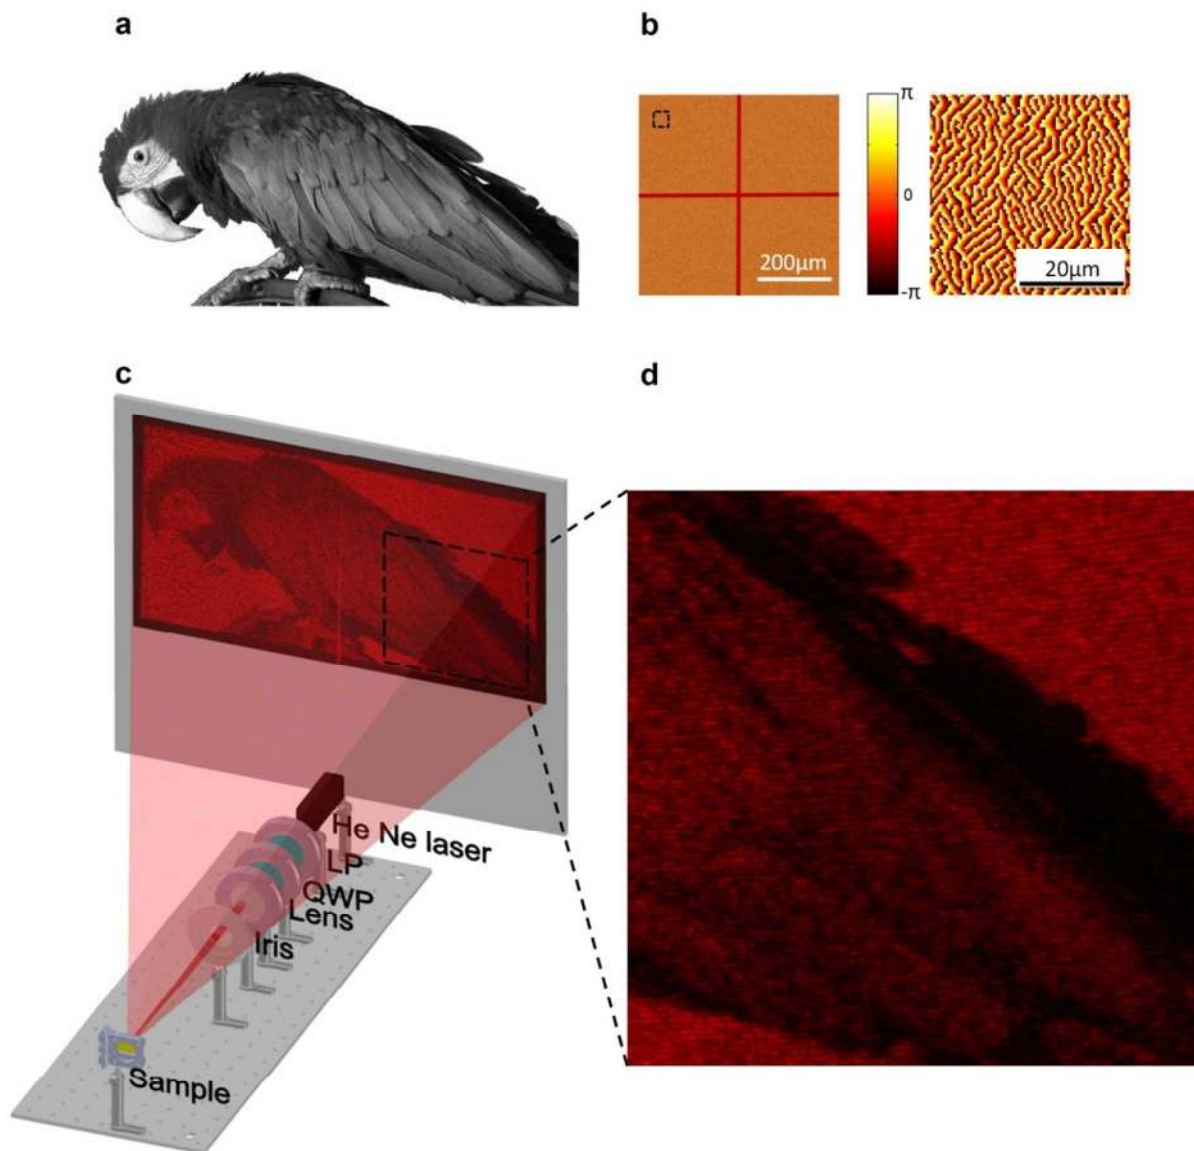 a
b
π
0
-π
200μm
20μm
c
d
He Ne laser
LP
QWP
Lens
Iris
Sample